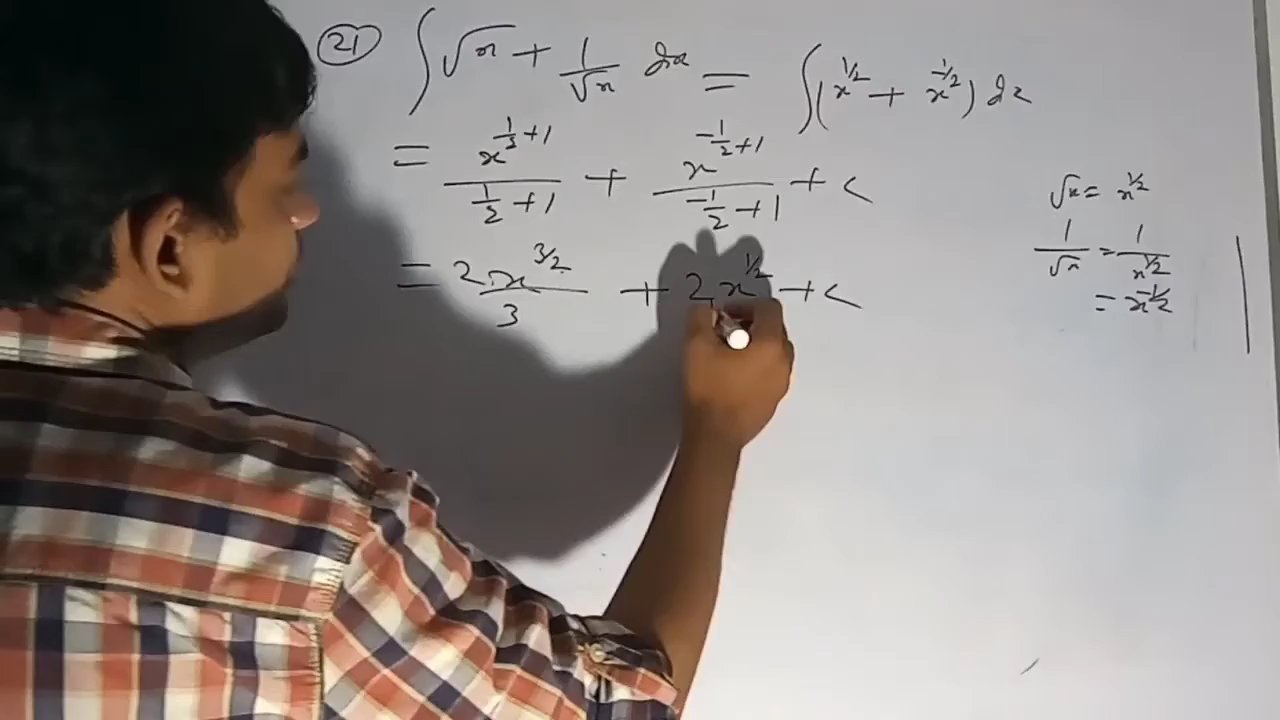 (21) ∫ √x + 1/√x dx = ∫ (x^1/2 + x^-1/2) dx
= x^(1/2+1) / (1/2+1) + x^(-1/2+1) / (-1/2+1) + c
= 2x^3/2 / 3 + 2x^1/2 + c
√x = x^1/2
1/√x = 1/x^1/2
= x^-1/2